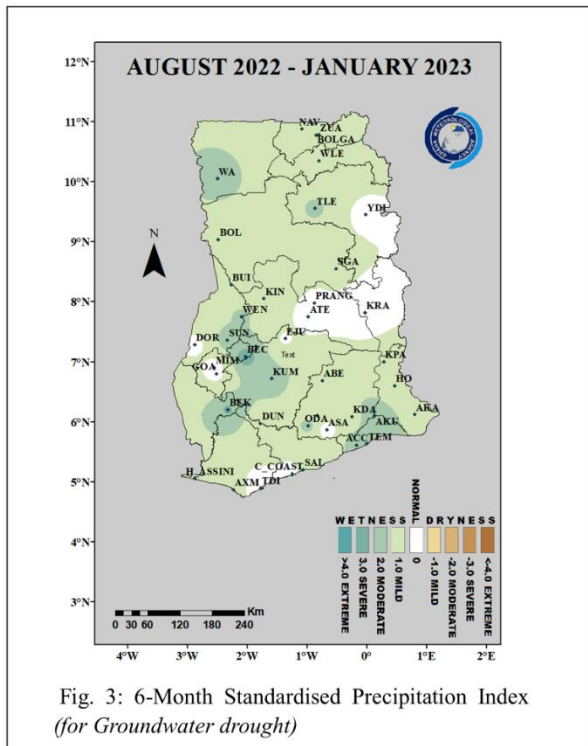 AUGUST 2022 - JANUARY 2023
12°N
11°N
10°N
9°N
8°N
7°N
6°N
5°N
4°N
3°N
NAV
ZUA
BOLGA
WLE
WA
TLE
YDI
BOL
SGA
BUI
KIN
PRANG
ATE
KRA
WEN
SUN
EJU
DOR
BEC
Text
MIM
GOA
KUM
ABE
KPA
HO
BEK
DUN
ODA
ASA
KDA
AKU
AKA
ACC
TEM
SAL
C_COAST
H_ASSINI
AXM
TDI
N
WETNESS
NORMAL
DRYNESS
>4.0 EXTREME
3.0 SEVERE
2.0 MODERATE
1.0 MILD
0
-1.0 MILD
-2.0 MODERATE
-3.0 SEVERE
<-4.0 EXTREME
Km
0 30 60 120 180 240
4°W 3°W 2°W 1°W 0° 1°E 2°E
Fig. 3: 6-Month Standardised Precipitation Index
(for Groundwater drought)